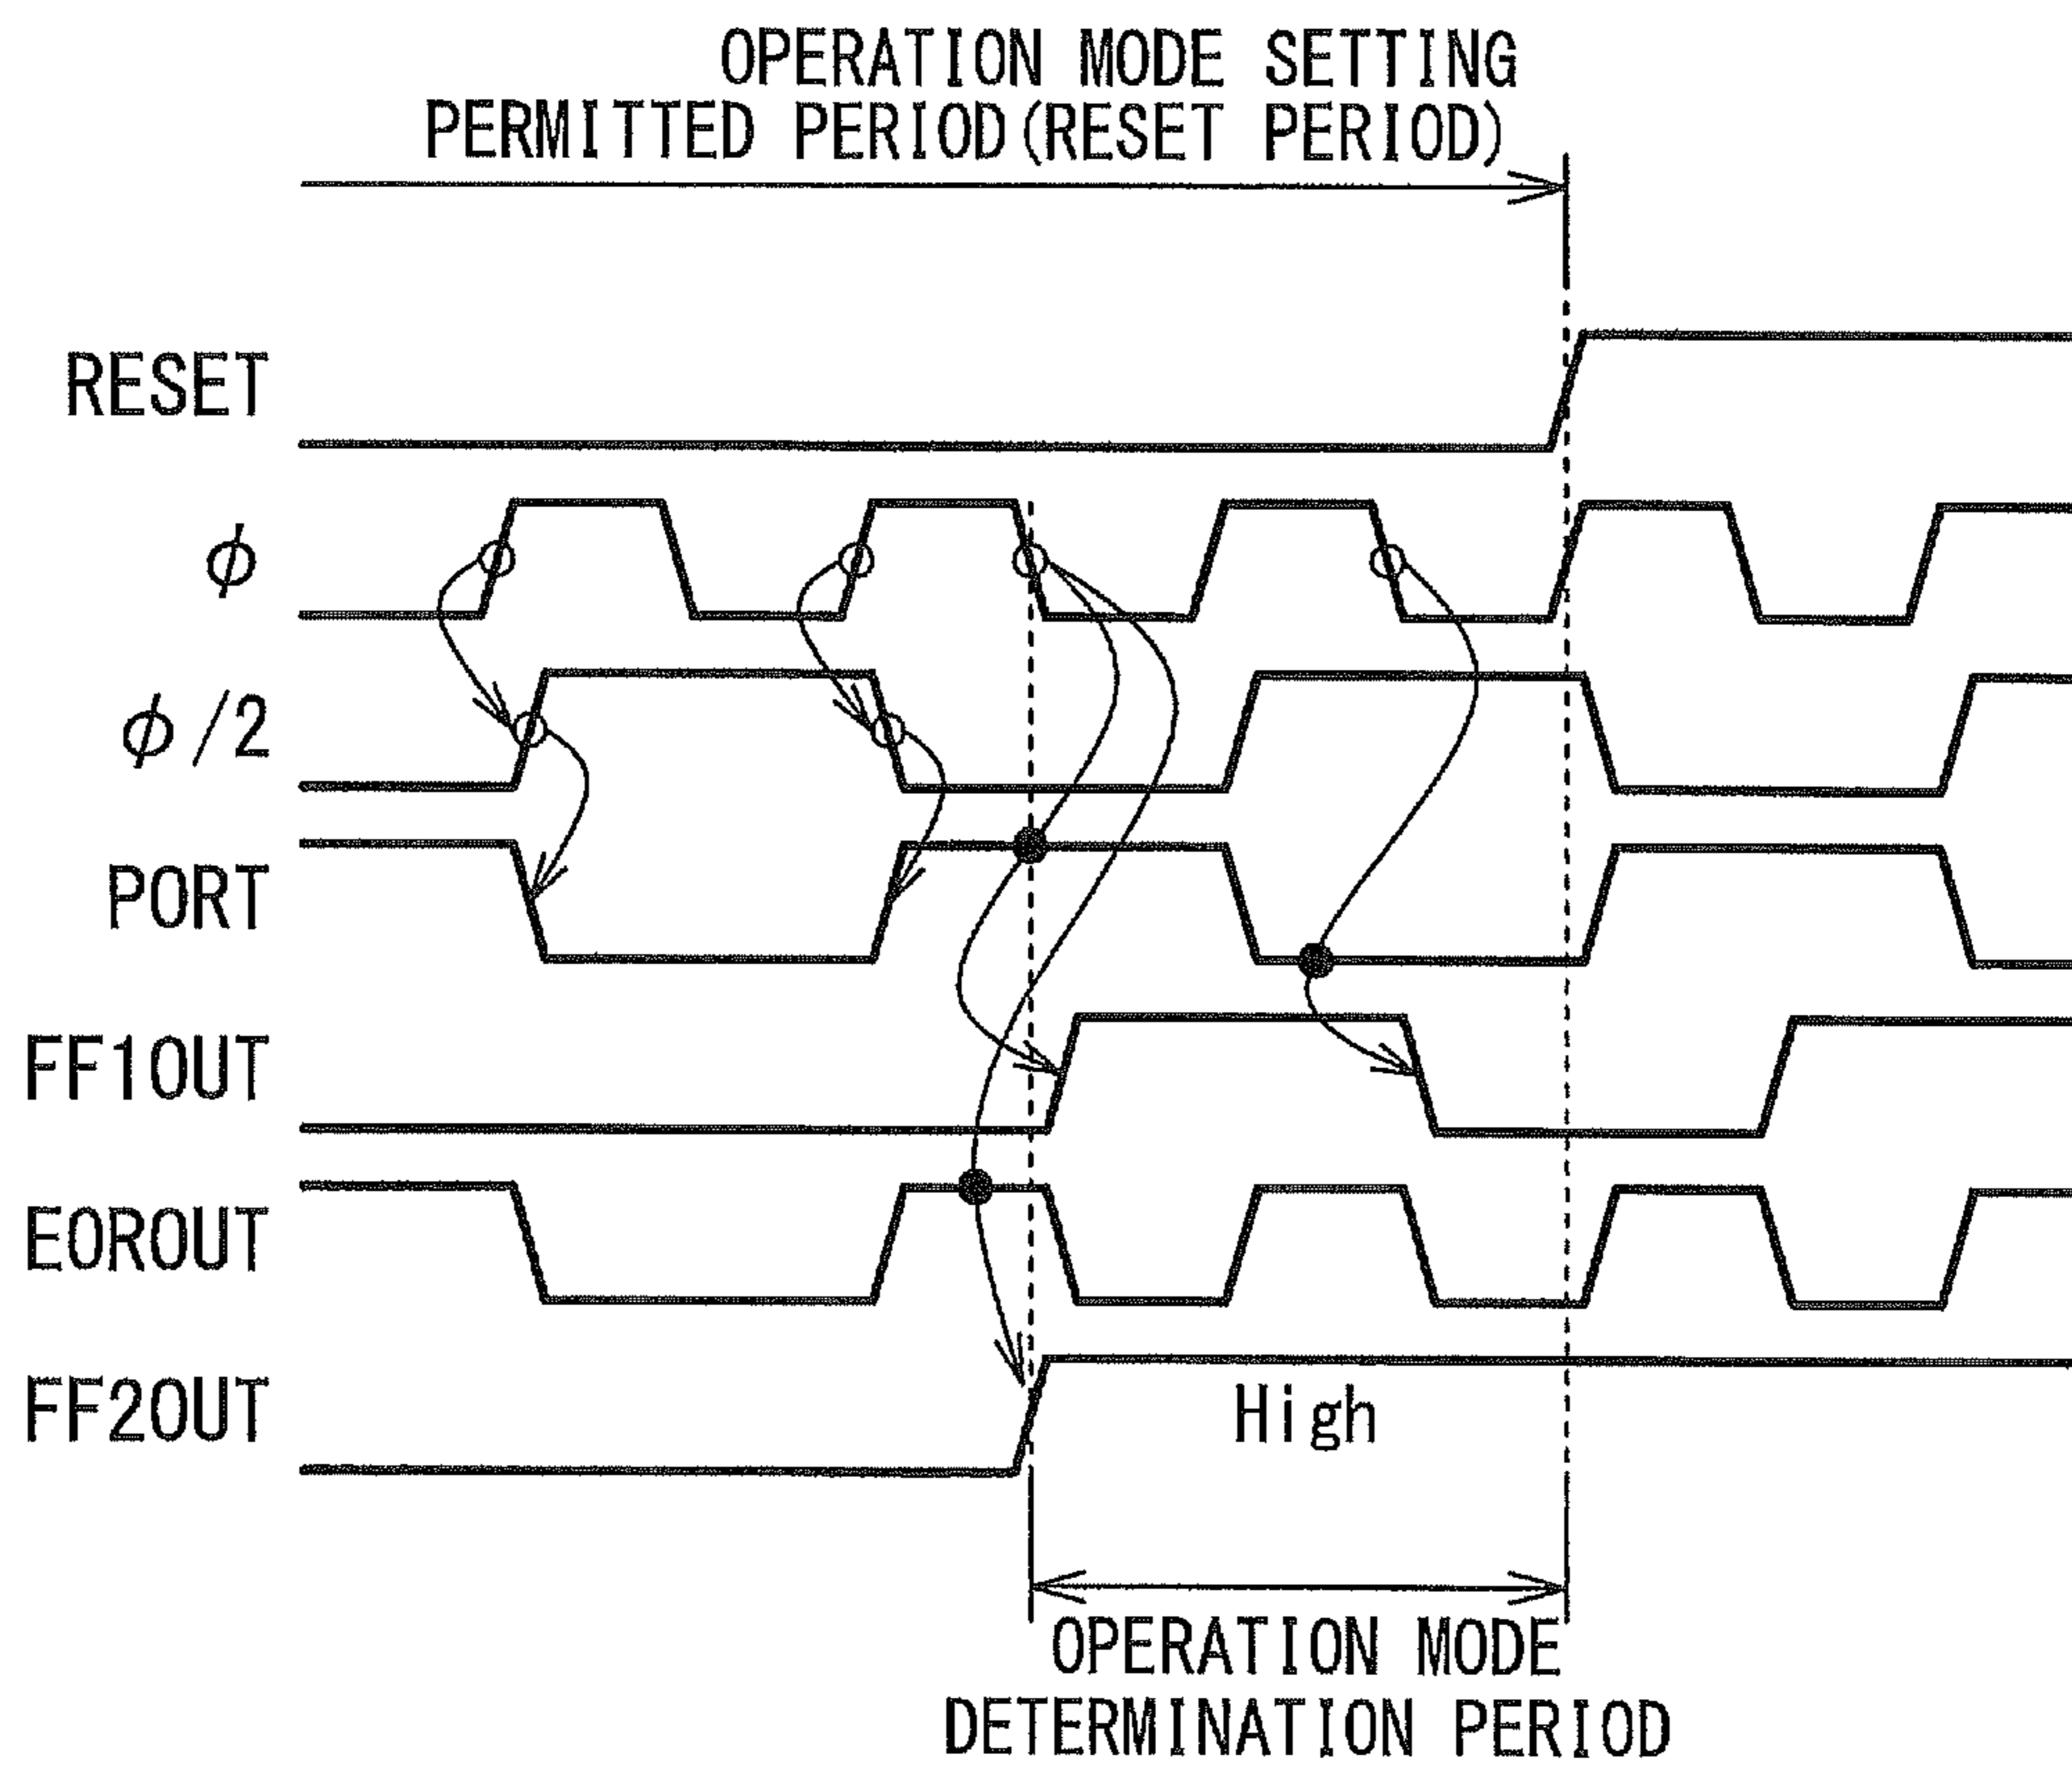 OPERATION MODE SETTING
PERMITTED PERIOD(RESET PERIOD)
RESET
ϕ
ϕ/2
PORT
FF1OUT
EOROUT
FF2OUT
High
OPERATION MODE
DETERMINATION PERIOD